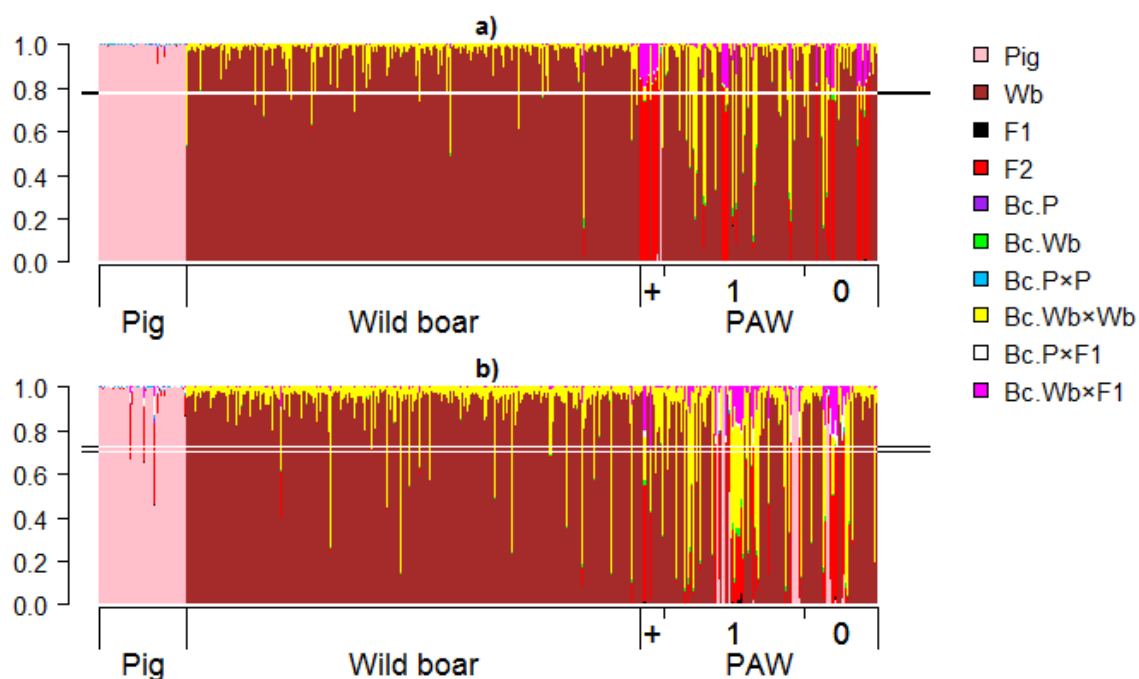 a)
1.0
0.8
0.6
0.4
0.2
0.0
+ 1 0
Pig Wild boar PAW
b)
1.0
0.8
0.6
0.4
0.2
0.0
+ 1 0
Pig Wild boar PAW
Pig
Wb
F1
F2
Bc.P
Bc.Wb
Bc.P×P
Bc.Wb×Wb
Bc.P×F1
Bc.Wb×F1